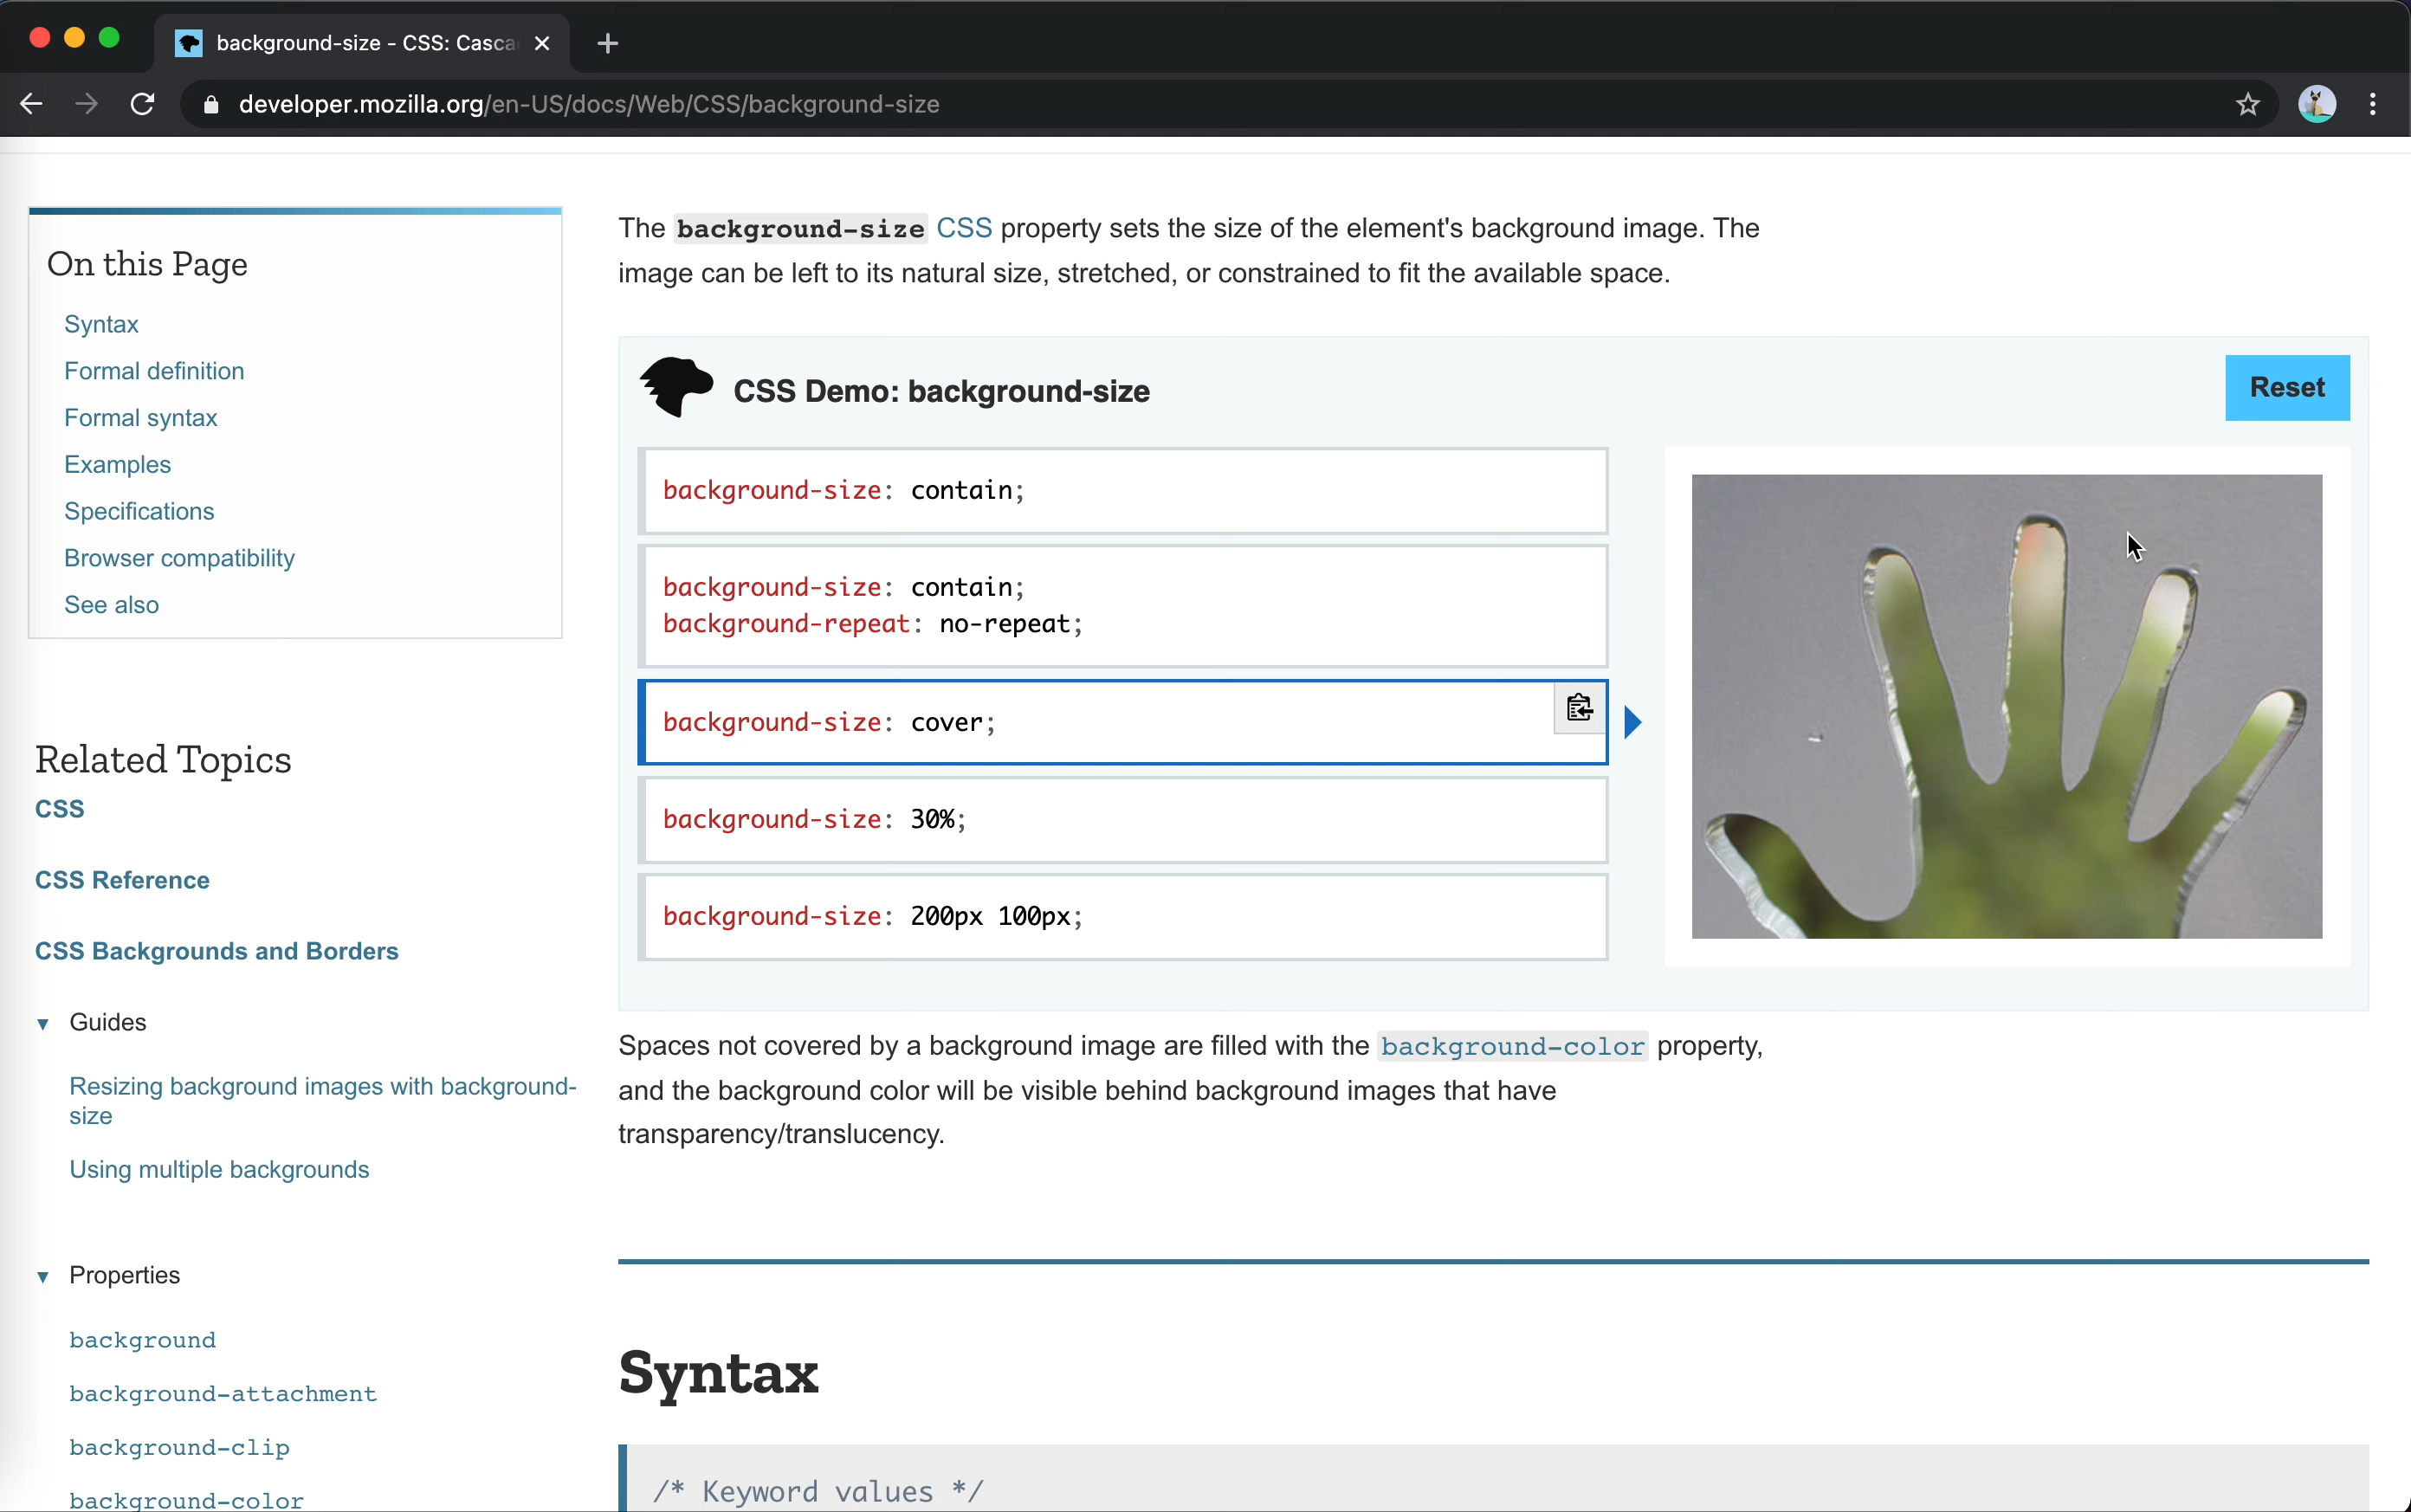 background-size - CSS: Casca
developer.mozilla.org/en-US/docs/Web/CSS/background-size
On this Page
Syntax
Formal definition
Formal syntax
Examples
Specifications
Browser compatibility
See also
Related Topics
CSS
CSS Reference
CSS Backgrounds and Borders
Guides
Resizing background images with background-
size
Using multiple backgrounds
Properties
background
background-attachment
background-clip
background-color
The background-size CSS property sets the size of the element's background image. The
image can be left to its natural size, stretched, or constrained to fit the available space.
CSS Demo: background-size
Reset
background-size: contain;
background-size: contain;
background-repeat: no-repeat;
background-size: cover;
background-size: 30%;
background-size: 200px 100px;
Spaces not covered by a background image are filled with the background-color property,
and the background color will be visible behind background images that have
transparency/translucency.
Syntax
/* Keyword values */